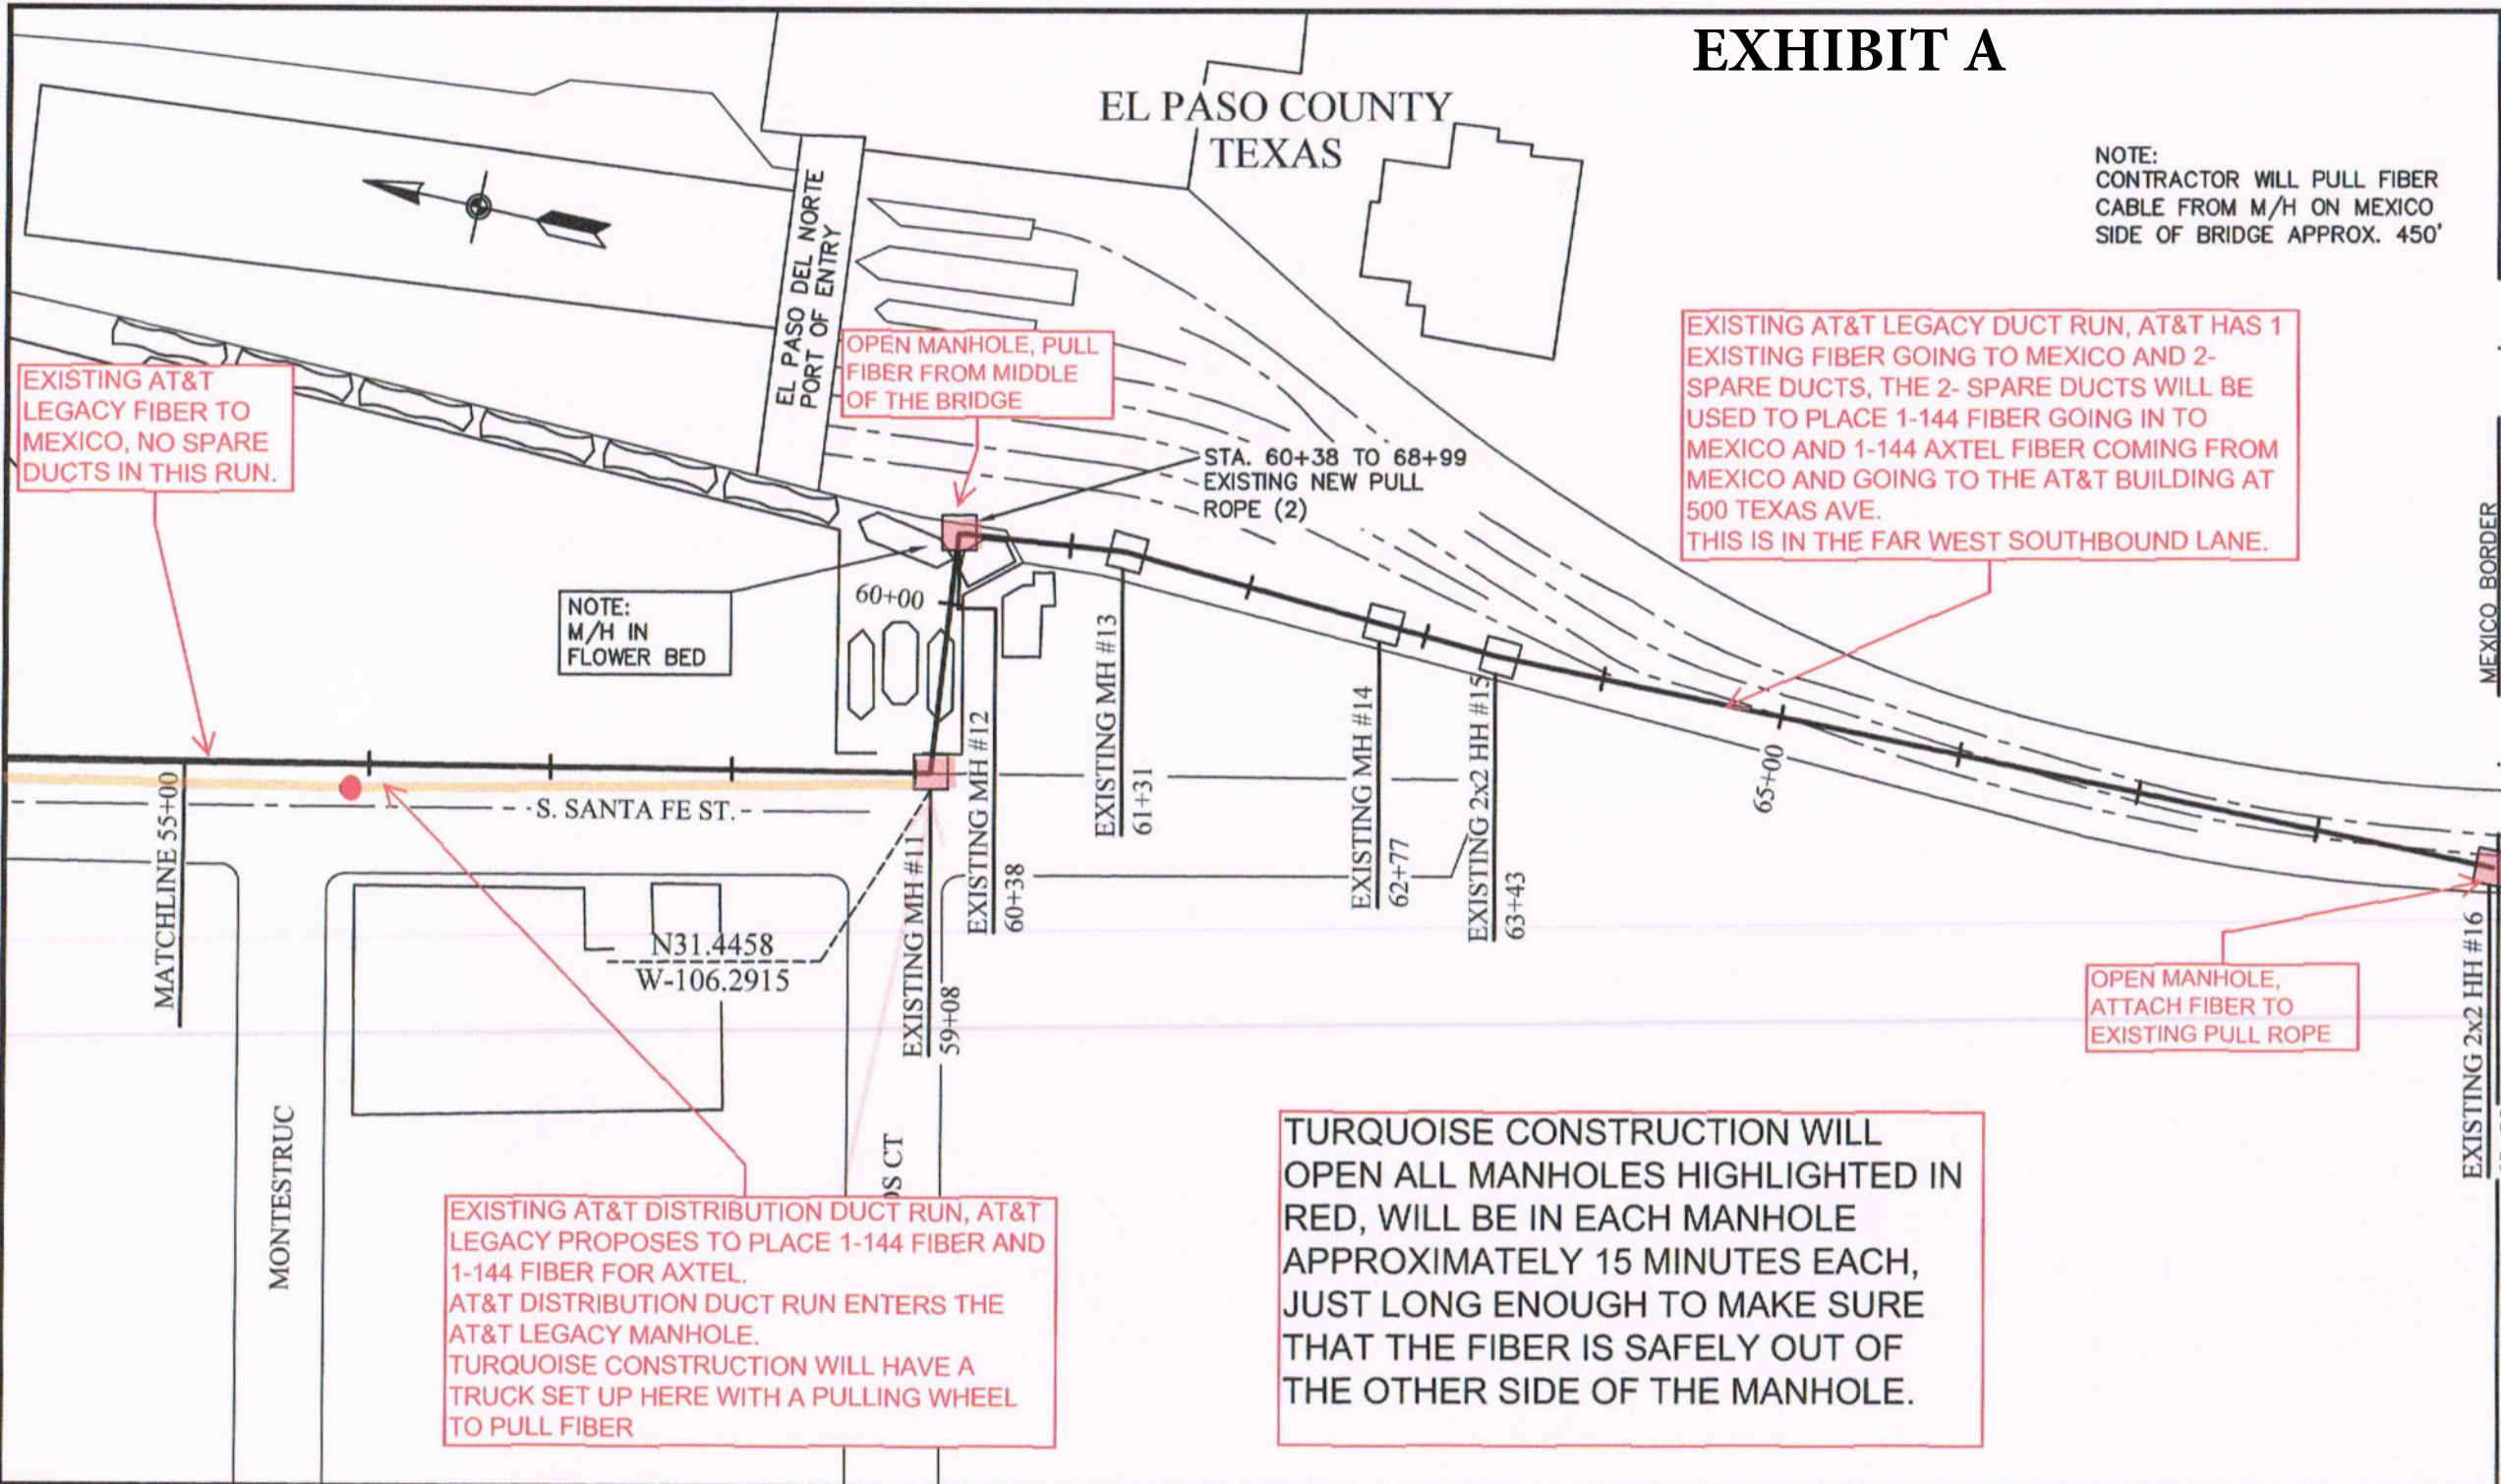 EXHIBIT A
EL PASO COUNTY
TEXAS
NOTE:
CONTRACTOR WILL PULL FIBER
CABLE FROM M/H ON MEXICO
SIDE OF BRIDGE APPROX. 450'
EL PASO DEL NORTE
PORT OF ENTRY
OPEN MANHOLE, PULL
FIBER FROM MIDDLE
OF THE BRIDGE
EXISTING AT&T LEGACY DUCT RUN, AT&T HAS 1
EXISTING FIBER GOING TO MEXICO AND 2-
SPARE DUCTS, THE 2- SPARE DUCTS WILL BE
USED TO PLACE 1-144 FIBER GOING IN TO
MEXICO AND 1-144 AXTEL FIBER COMING FROM
MEXICO AND GOING TO THE AT&T BUILDING AT
500 TEXAS AVE.
THIS IS IN THE FAR WEST SOUTHBOUND LANE.
EXISTING AT&T
LEGACY FIBER TO
MEXICO, NO SPARE
DUCTS IN THIS RUN.
STA. 60+38 TO 68+99
EXISTING NEW PULL
ROPE (2)
MEXICO BORDER
NOTE:
M/H IN
FLOWER BED
60+00
65+00
MATCHLINE 55+00
S. SANTA FE ST.
EXISTING MH #11
59+08
EXISTING MH #12
60+38
EXISTING MH #13
61+31
EXISTING MH #14
62+77
EXISTING 2x2 HH #15
63+43
EXISTING 2x2 HH #16
N31.4458
W-106.2915
OPEN MANHOLE,
ATTACH FIBER TO
EXISTING PULL ROPE
MONTESTRUC
OS CT
EXISTING AT&T DISTRIBUTION DUCT RUN, AT&T
LEGACY PROPOSES TO PLACE 1-144 FIBER AND
1-144 FIBER FOR AXTEL.
AT&T DISTRIBUTION DUCT RUN ENTERS THE
AT&T LEGACY MANHOLE.
TURQUOISE CONSTRUCTION WILL HAVE A
TRUCK SET UP HERE WITH A PULLING WHEEL
TO PULL FIBER
TURQUOISE CONSTRUCTION WILL
OPEN ALL MANHOLES HIGHLIGHTED IN
RED, WILL BE IN EACH MANHOLE
APPROXIMATELY 15 MINUTES EACH,
JUST LONG ENOUGH TO MAKE SURE
THAT THE FIBER IS SAFELY OUT OF
THE OTHER SIDE OF THE MANHOLE.